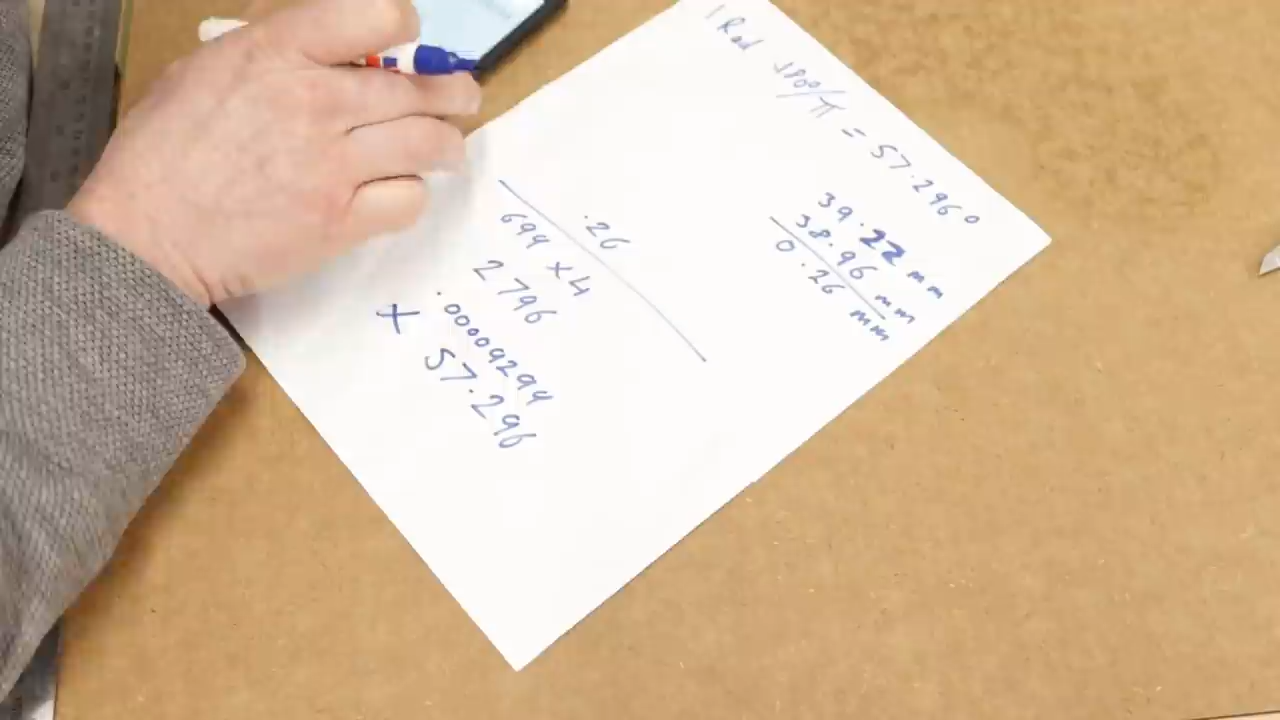 1 Rad 180°/π = 57.296°
39.22 mm
38.96 mm
0.26 mm
.26
699 x 4
2796
.00009299
x 57.296